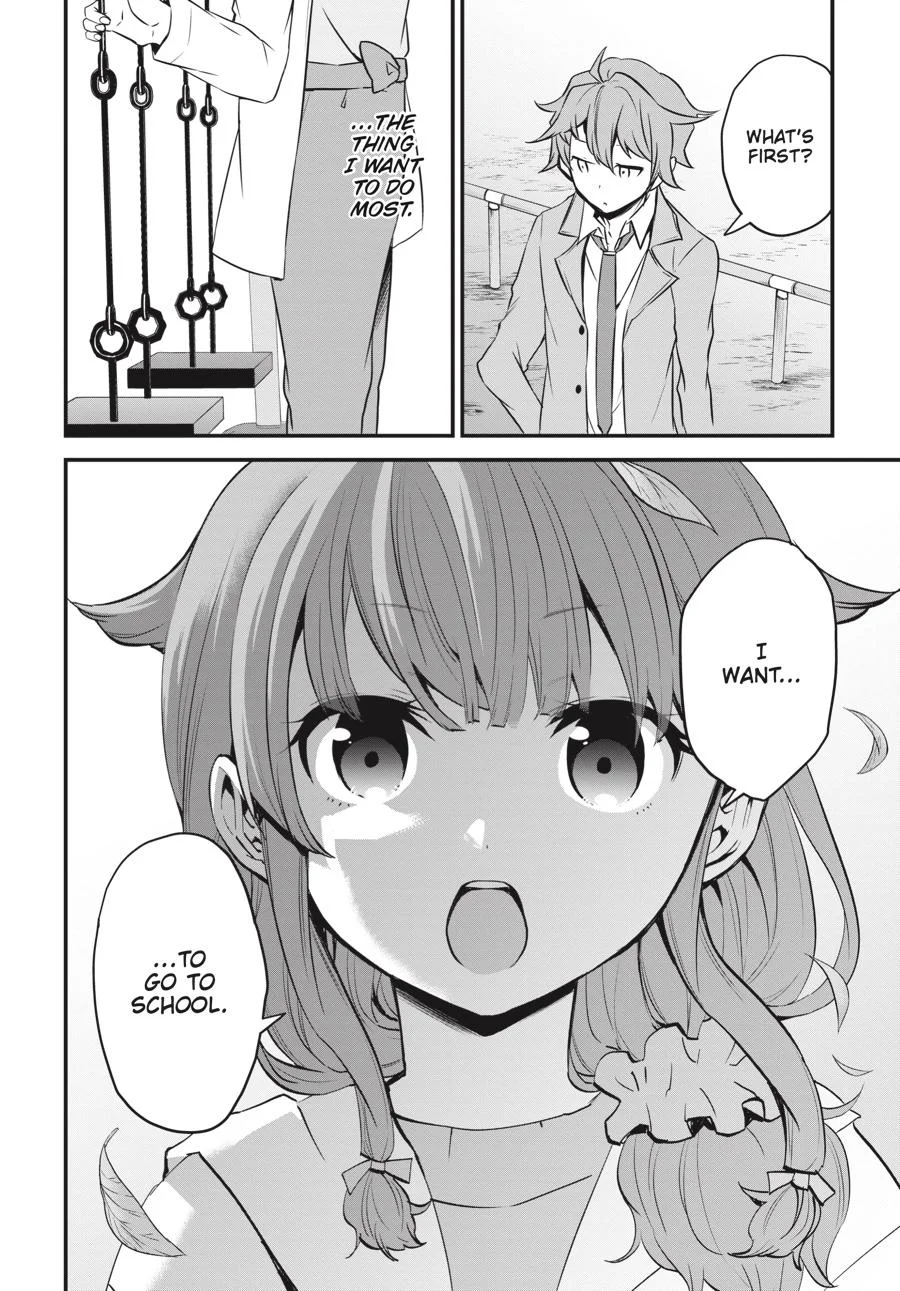 WHAT'S
FIRST?
...THE
THING
I WANT
TO DO
MOST.
I
WANT...
...TO
GO TO
SCHOOL.